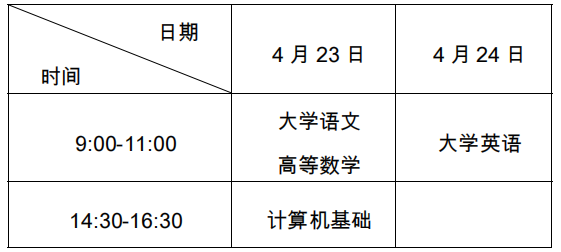 日期
时间
4 月 23 日
4 月 24 日
9:00-11:00
大学语文
高等数学
大学英语
14:30-16:30
计算机基础